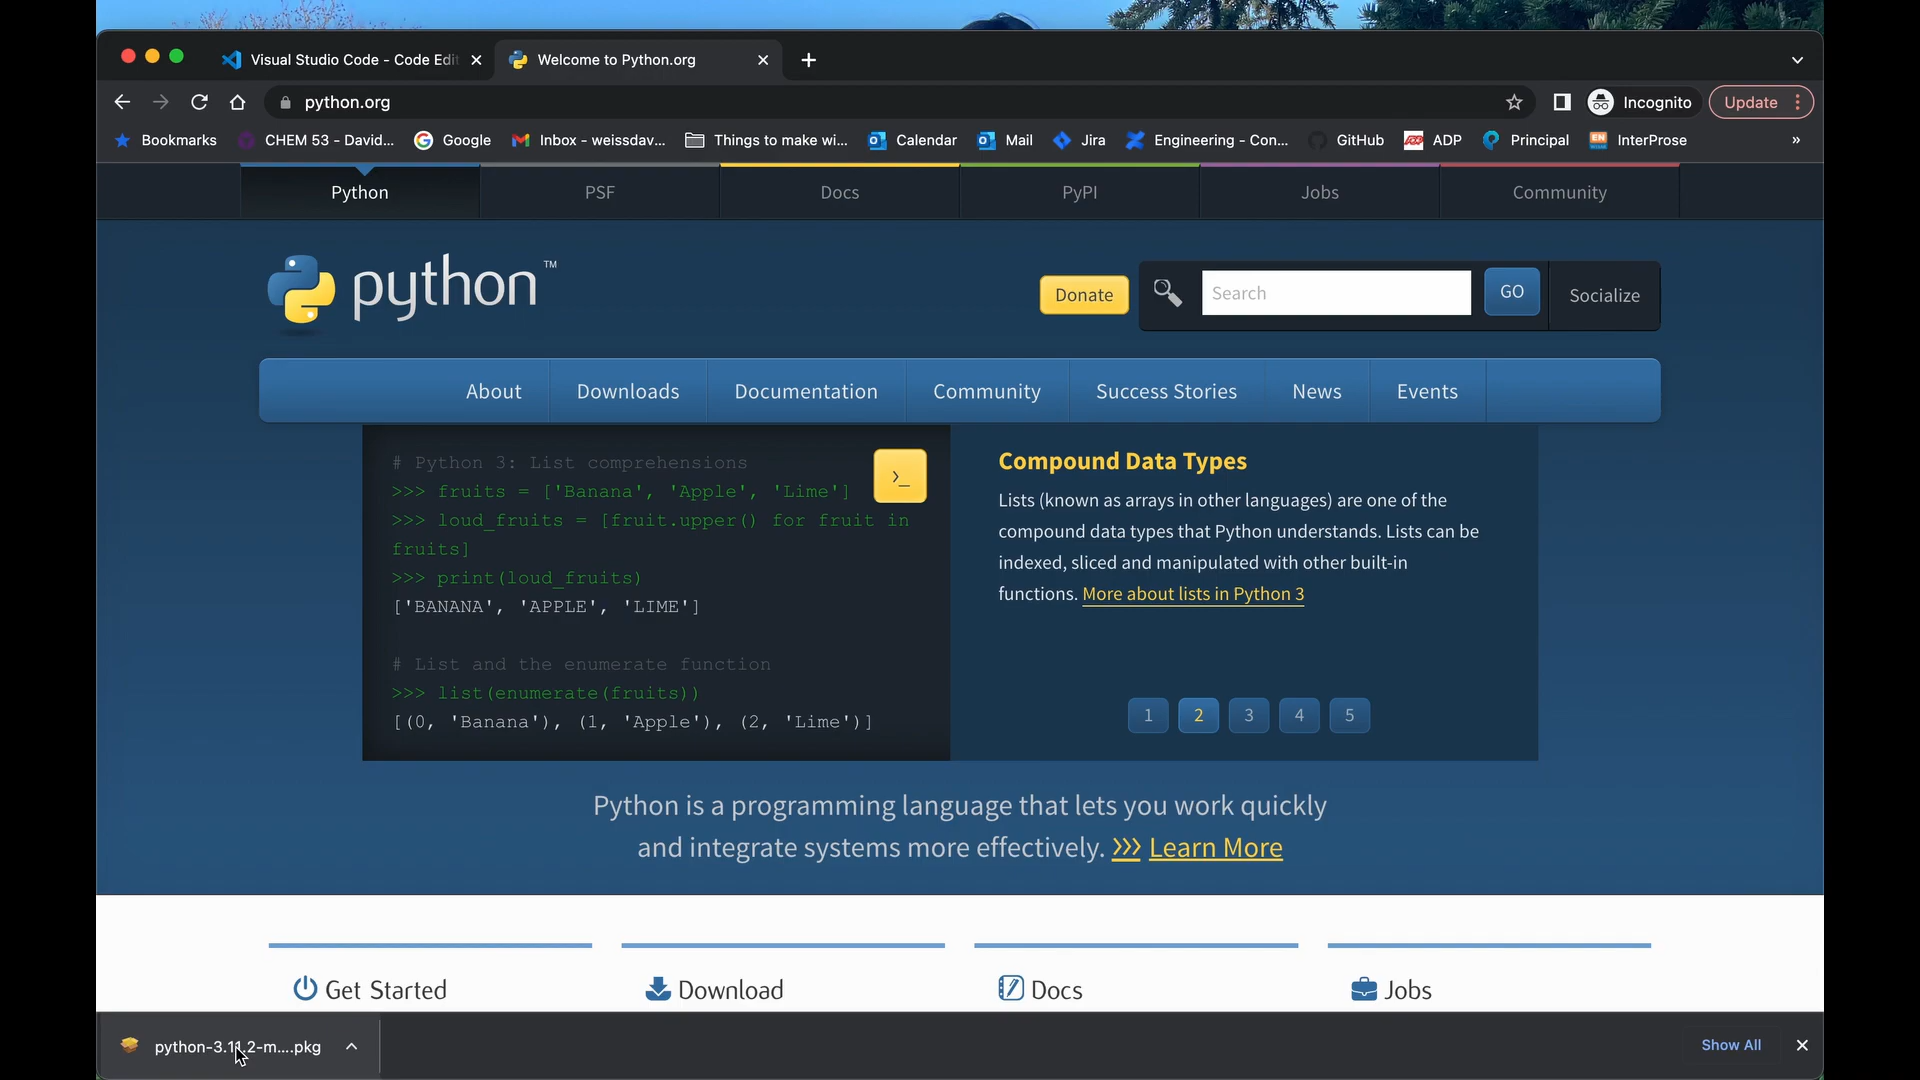 Visual Studio Code - Code Edit
Welcome to Python.org
python.org
Incognito
Update
Bookmarks
CHEM 53 - David...
Google
Inbox - weissdav...
Things to make wi...
Calendar
Mail
Jira
Engineering - Con...
GitHub
ADP
Principal
EN
InterProse
»
Python
PSF
Docs
PyPI
Jobs
Community
python™
Donate
Search
GO
Socialize
About
Downloads
Documentation
Community
Success Stories
News
Events
# Python 3: List comprehensions
>>> fruits = ['Banana', 'Apple', 'Lime']
>>> loud_fruits = [fruit.upper() for fruit in
fruits]
>>> print(loud_fruits)
['BANANA', 'APPLE', 'LIME']
# List and the enumerate function
>>> list(enumerate(fruits))
[(0, 'Banana'), (1, 'Apple'), (2, 'Lime')]
>_
Compound Data Types
Lists (known as arrays in other languages) are one of the
compound data types that Python understands. Lists can be
indexed, sliced and manipulated with other built-in
functions. More about lists in Python 3
1 2 3 4 5
Python is a programming language that lets you work quickly
and integrate systems more effectively. >>> Learn More
Get Started
Download
Docs
Jobs
python-3.11.2-m....pkg
Show All